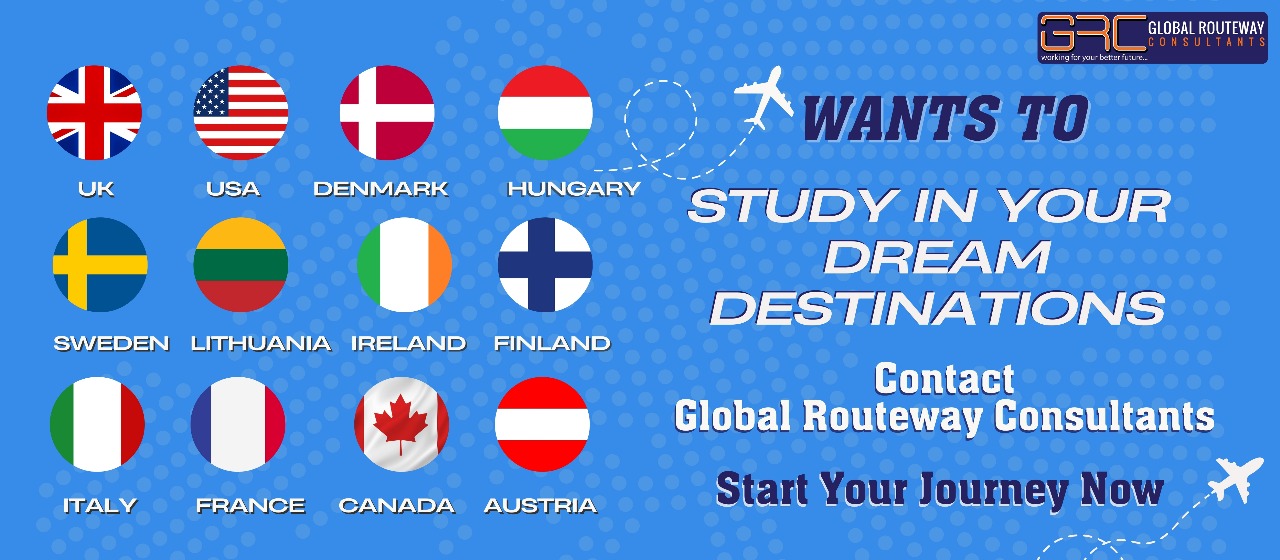 GRC GLOBAL ROUTEWAY
CONSULTANTS
working for your better future...
UK USA DENMARK HUNGARY
SWEDEN LITHUANIA IRELAND FINLAND
ITALY FRANCE CANADA AUSTRIA
WANTS TO
STUDY IN YOUR
DREAM
DESTINATIONS
Contact
Global Routeway Consultants
Start Your Journey Now